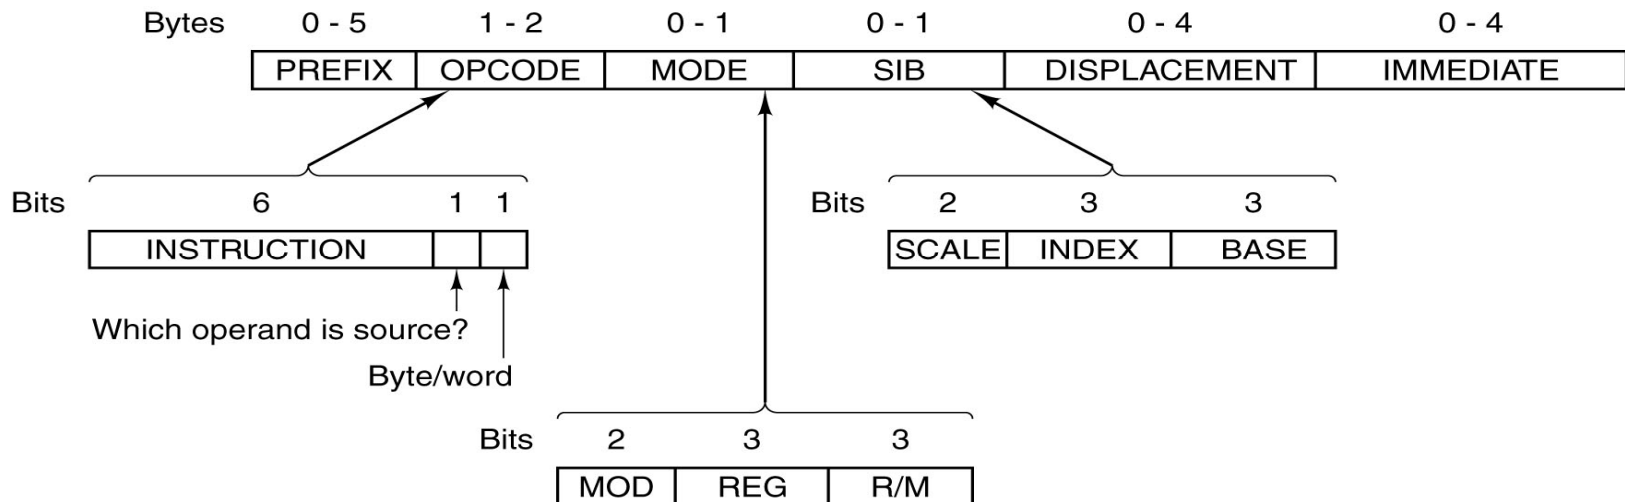 Bytes 0 - 5 1 - 2 0 - 1 0 - 1 0 - 4 0 - 4
PREFIX OPCODE MODE SIB DISPLACEMENT IMMEDIATE
Bits 6 1 1 Bits 2 3 3
INSTRUCTION SCALE INDEX BASE
Which operand is source?
Byte/word
Bits 2 3 3
MOD REG R/M